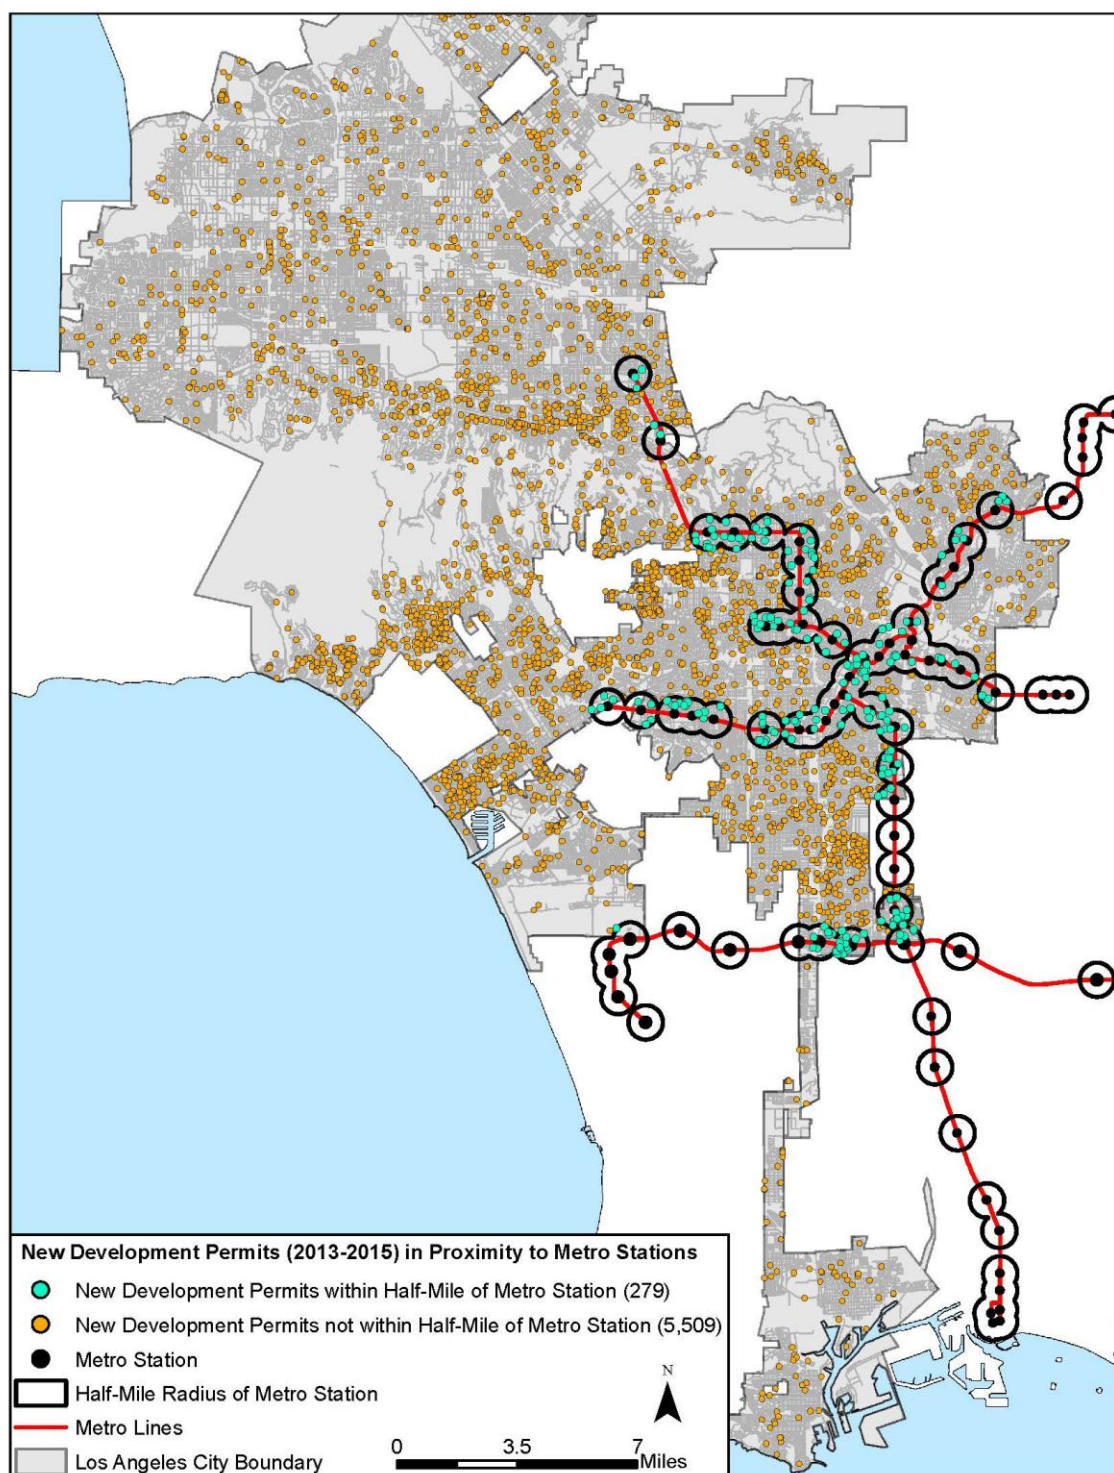 New Development Permits (2013-2015) in Proximity to Metro Stations
New Development Permits within Half-Mile of Metro Station (279)
New Development Permits not within Half-Mile of Metro Station (5,509)
Metro Station
Half-Mile Radius of Metro Station
Metro Lines
Los Angeles City Boundary
N
0 3.5 7
Miles